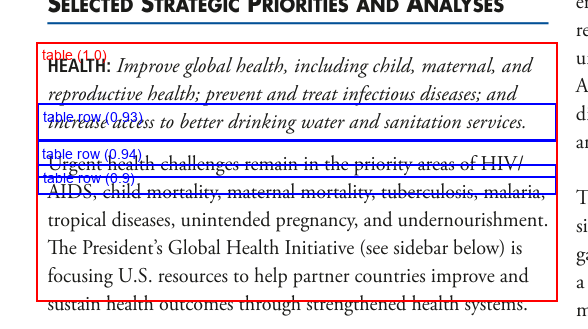 SELECTED STRATEGIC PRIORITIES AND ANALYSES
table (1.0)
HEALTH: Improve global health, including child, maternal, and
reproductive health; prevent and treat infectious diseases; and
table row (0.93)
increase access to better drinking water and sanitation services.
table row (0.94)
Urgent health challenges remain in the priority areas of HIV/
table row (0.9)
AIDS, child mortality, maternal mortality, tuberculosis, malaria,
tropical diseases, unintended pregnancy, and undernourishment.
The President's Global Health Initiative (see sidebar below) is
focusing U.S. resources to help partner countries improve and
sustain health outcomes through strengthened health systems.